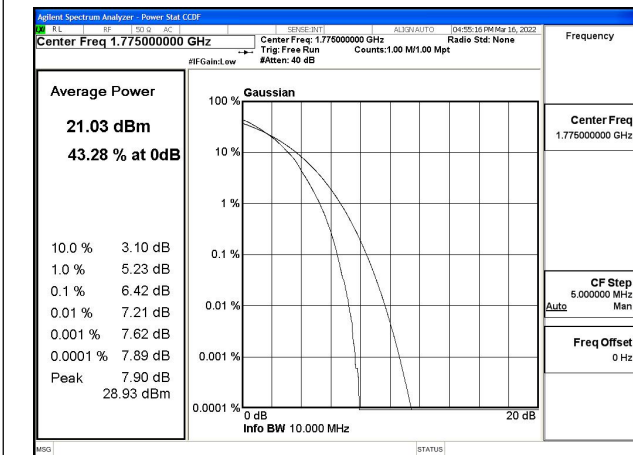 Agilent Spectrum Analyzer - Power Stat CCDF
RL RF 50 Ω AC SENSE:INT ALIGNAUTO 04:55:16 PM Mar 16, 2022
Center Freq 1.775000000 GHz
Center Freq: 1.775000000 GHz Radio Std: None
Trig: Free Run Counts:1.00 M/1.00 Mpt
#IFGain:Low #Atten: 40 dB
Frequency
Average Power
21.03 dBm
43.28 % at 0dB
10.0 % 3.10 dB
1.0 % 5.23 dB
0.1 % 6.42 dB
0.01 % 7.21 dB
0.001 % 7.62 dB
0.0001 % 7.89 dB
Peak 7.90 dB
28.93 dBm
Gaussian
100 %
10 %
1 %
0.1 %
0.01 %
0.001 %
0.0001 %
0 dB 20 dB
Info BW 10.000 MHz
Center Freq
1.775000000 GHz
CF Step
5.000000 MHz
Auto Man
Freq Offset
0 Hz
MSG STATUS